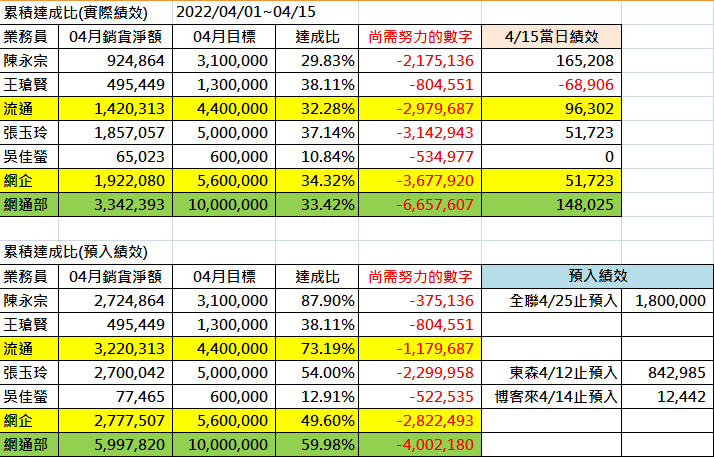 累積達成比(實際績效) 2022/04/01~04/15
業務員 04月銷貨淨額 04月目標 達成比 尚需努力的數字 4/15當日績效
陳永宗 924,864 3,100,000 29.83% -2,175,136 165,208
王瑲賢 495,449 1,300,000 38.11% -804,551 -68,906
流通 1,420,313 4,400,000 32.28% -2,979,687 96,302
張玉玲 1,857,057 5,000,000 37.14% -3,142,943 51,723
吳佳螢 65,023 600,000 10.84% -534,977 0
網企 1,922,080 5,600,000 34.32% -3,677,920 51,723
網通部 3,342,393 10,000,000 33.42% -6,657,607 148,025
累積達成比(預入績效)
業務員 04月銷貨淨額 04月目標 達成比 尚需努力的數字 預入績效
陳永宗 2,724,864 3,100,000 87.90% -375,136 全聯4/25止預入 1,800,000
王瑲賢 495,449 1,300,000 38.11% -804,551
流通 3,220,313 4,400,000 73.19% -1,179,687
張玉玲 2,700,042 5,000,000 54.00% -2,299,958 東森4/12止預入 842,985
吳佳螢 77,465 600,000 12.91% -522,535 博客來4/14止預入 12,442
網企 2,777,507 5,600,000 49.60% -2,822,493
網通部 5,997,820 10,000,000 59.98% -4,002,180